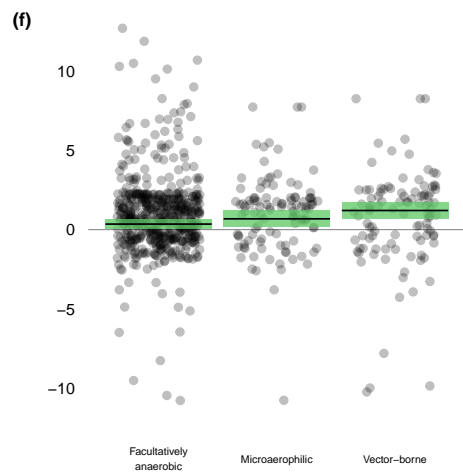 (f)
10
5
0
−5
−10
Facultatively
anaerobic
Microaerophilic
Vector−borne